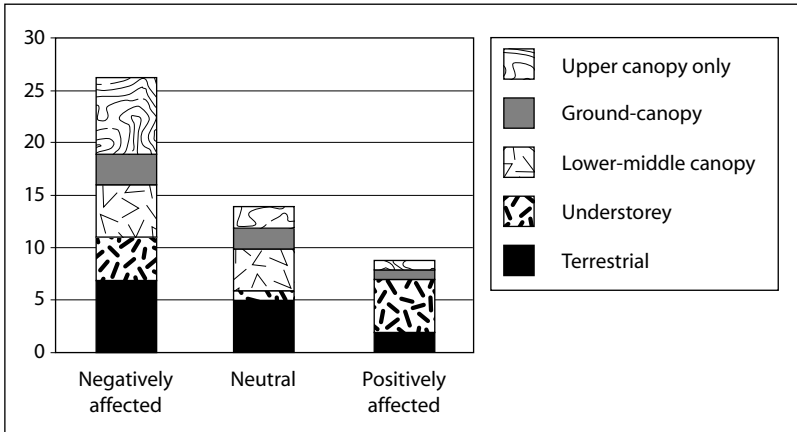 30
25
20
15
10
5
0
Negatively
affected
Neutral
Positively
affected
Upper canopy only
Ground-canopy
Lower-middle canopy
Understorey
Terrestrial